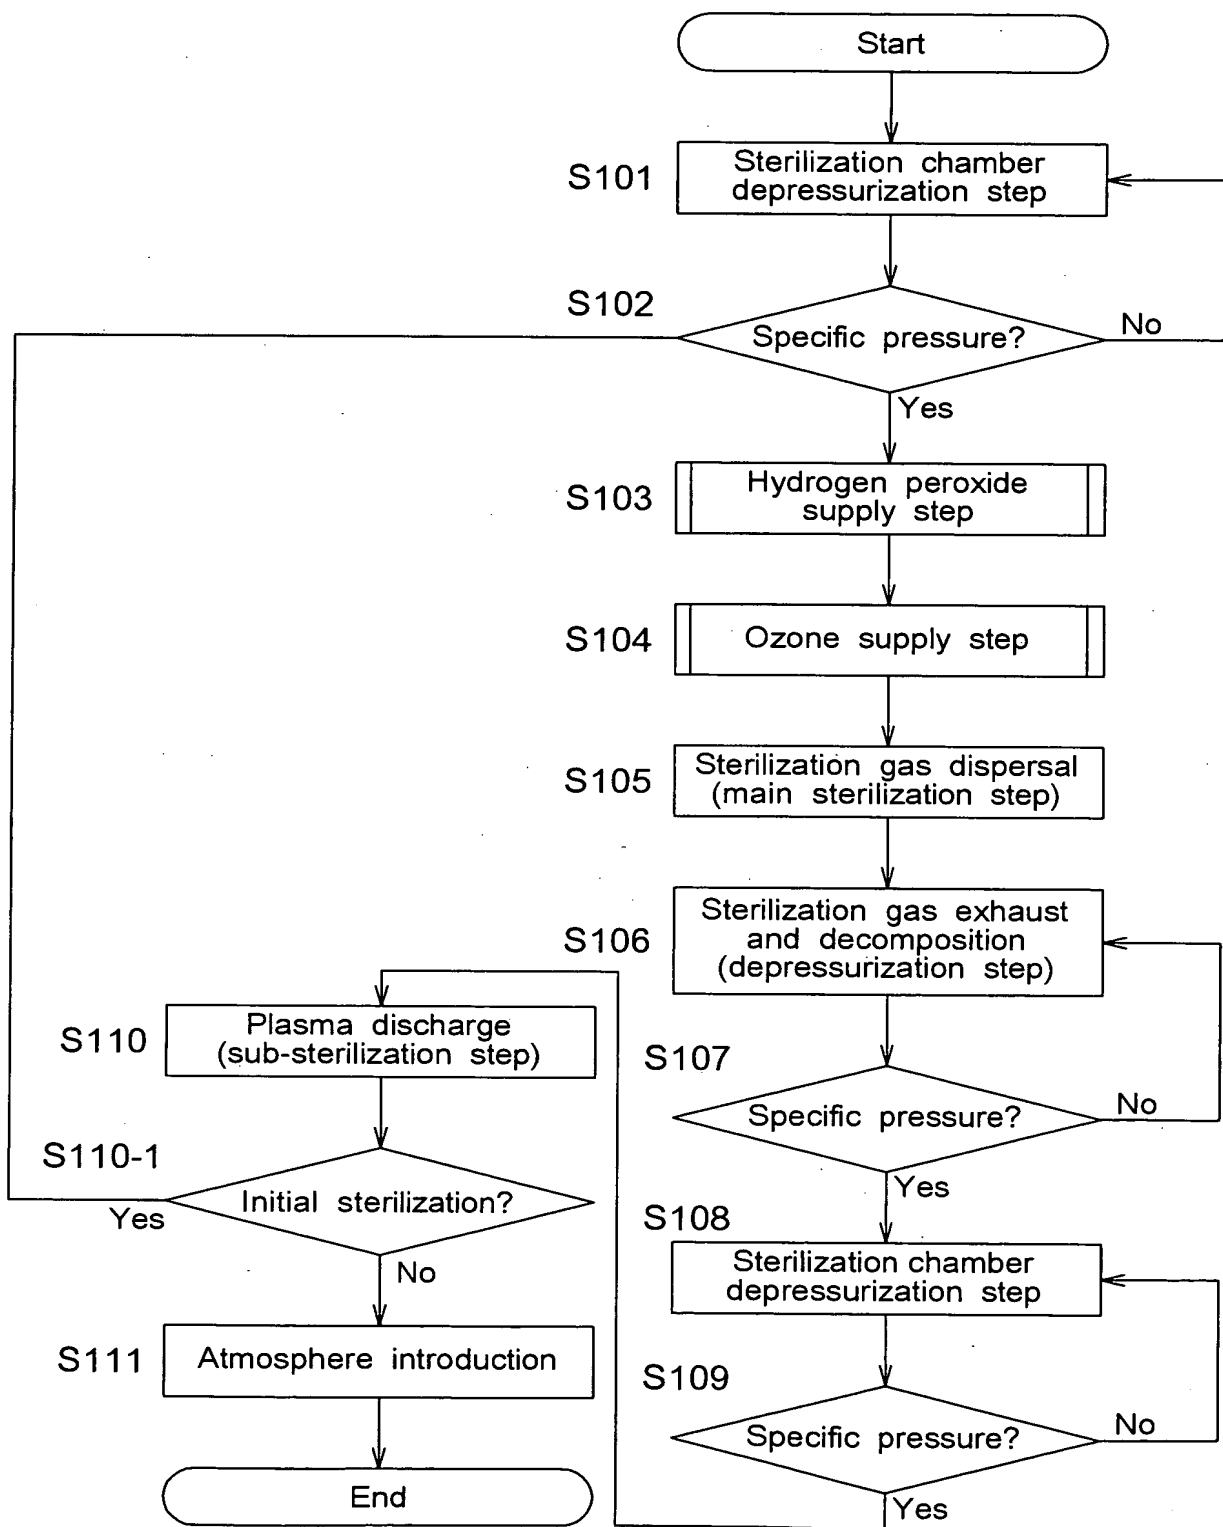 Start
S101
Sterilization chamber
depressurization step
S102
Specific pressure?
No
Yes
S103
Hydrogen peroxide
supply step
S104
Ozone supply step
S105
Sterilization gas dispersal
(main sterilization step)
S106
Sterilization gas exhaust
and decomposition
(depressurization step)
S107
Specific pressure?
No
Yes
S108
Sterilization chamber
depressurization step
S109
Specific pressure?
No
Yes
S110
Plasma discharge
(sub-sterilization step)
S110-1
Initial sterilization?
Yes
No
S111
Atmosphere introduction
End